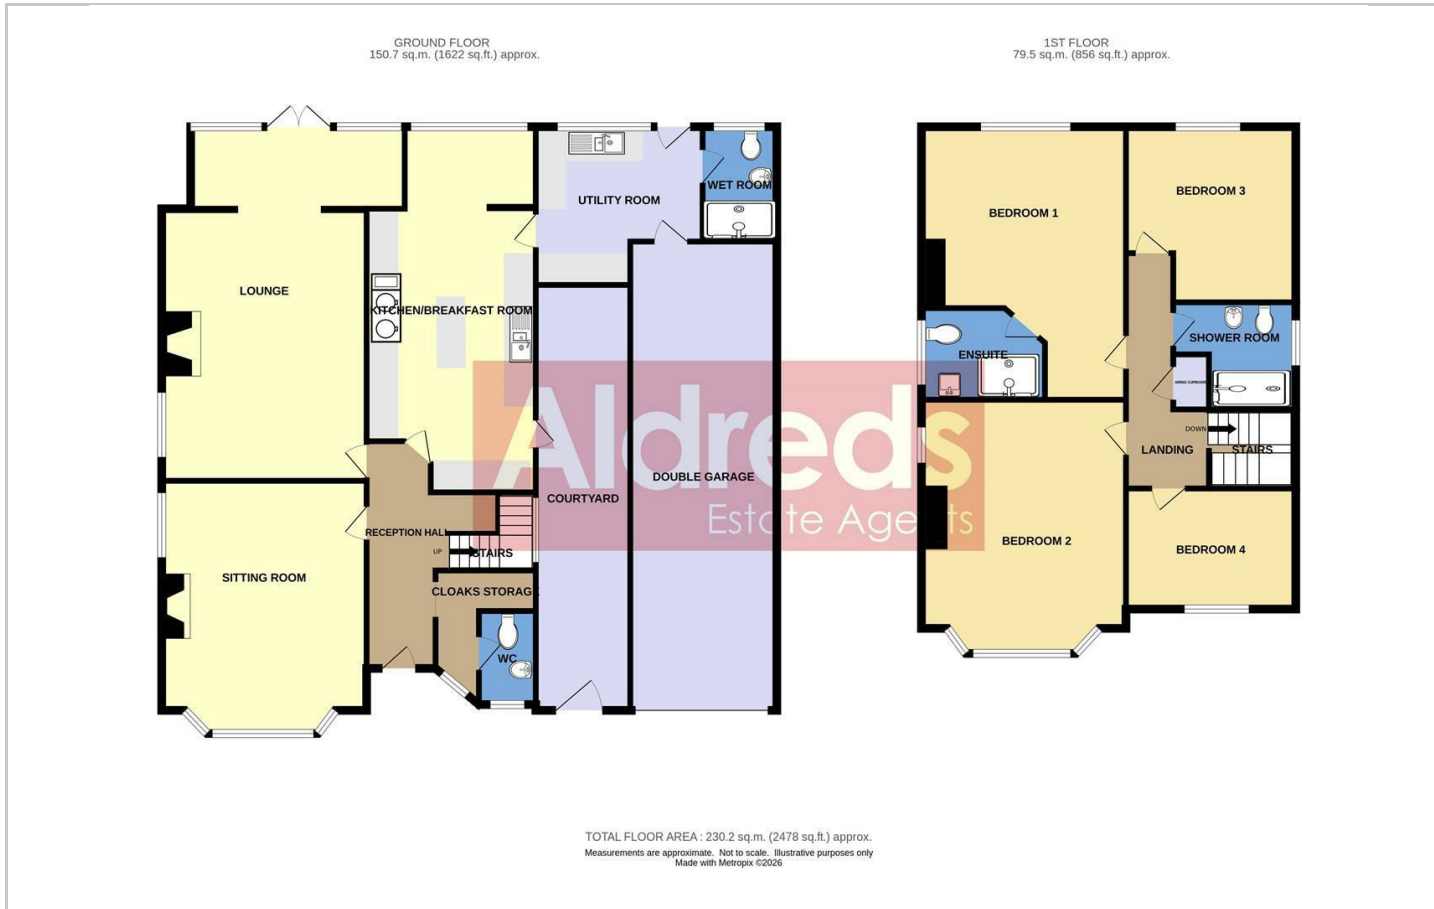 GROUND FLOOR
150.7 sq.m. (1622 sq.ft.) approx.
1ST FLOOR
79.5 sq.m. (856 sq.ft.) approx.
WET ROOM
UTILITY ROOM
LOUNGE
KITCHEN/BREAKFAST ROOM
DOUBLE GARAGE
COURTYARD
RECEPTION HALL
UP
STAIRS
SITTING ROOM
CLOAKS STORAGE
WC
BEDROOM 1
BEDROOM 3
SHOWER ROOM
ENSUITE
AIRING CUPBOARD
DOWN
LANDING
STAIRS
BEDROOM 2
BEDROOM 4
Aldreds
Estate Agents
TOTAL FLOOR AREA : 230.2 sq.m. (2478 sq.ft.) approx.
Measurements are approximate. Not to scale. Illustrative purposes only
Made with Metropix ©2026